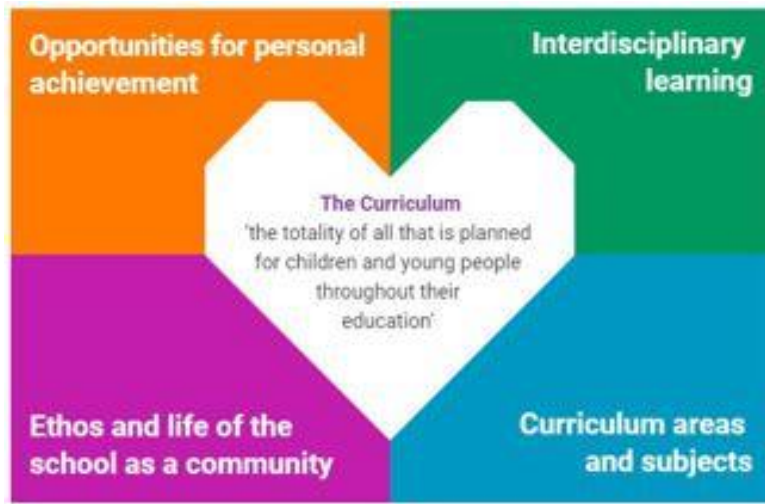 Opportunities for personal
achievement
Interdisciplinary
learning
The Curriculum
'the totality of all that is planned
for children and young people
throughout their
education'
Ethos and life of the
school as a community
Curriculum areas
and subjects